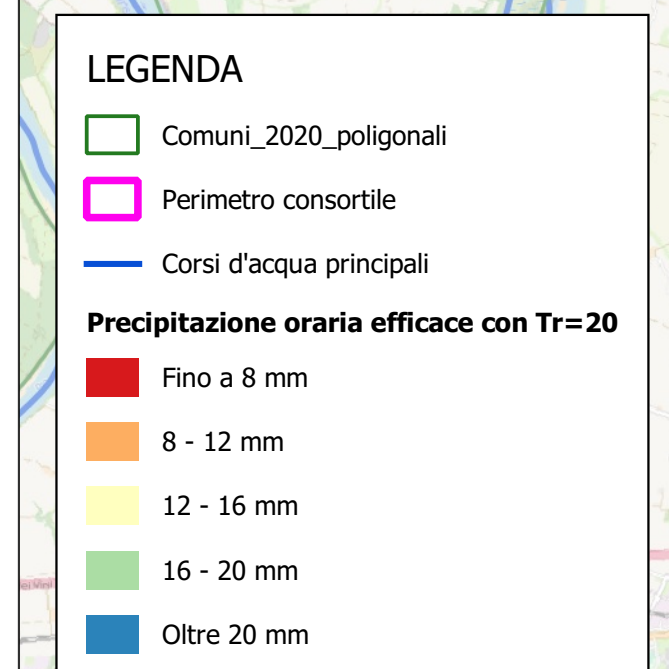 LEGENDA
Comuni_2020_poligonali
Perimetro consortile
Corsi d'acqua principali
Precipitazione oraria efficace con Tr=20
Fino a 8 mm
8 - 12 mm
12 - 16 mm
16 - 20 mm
Oltre 20 mm